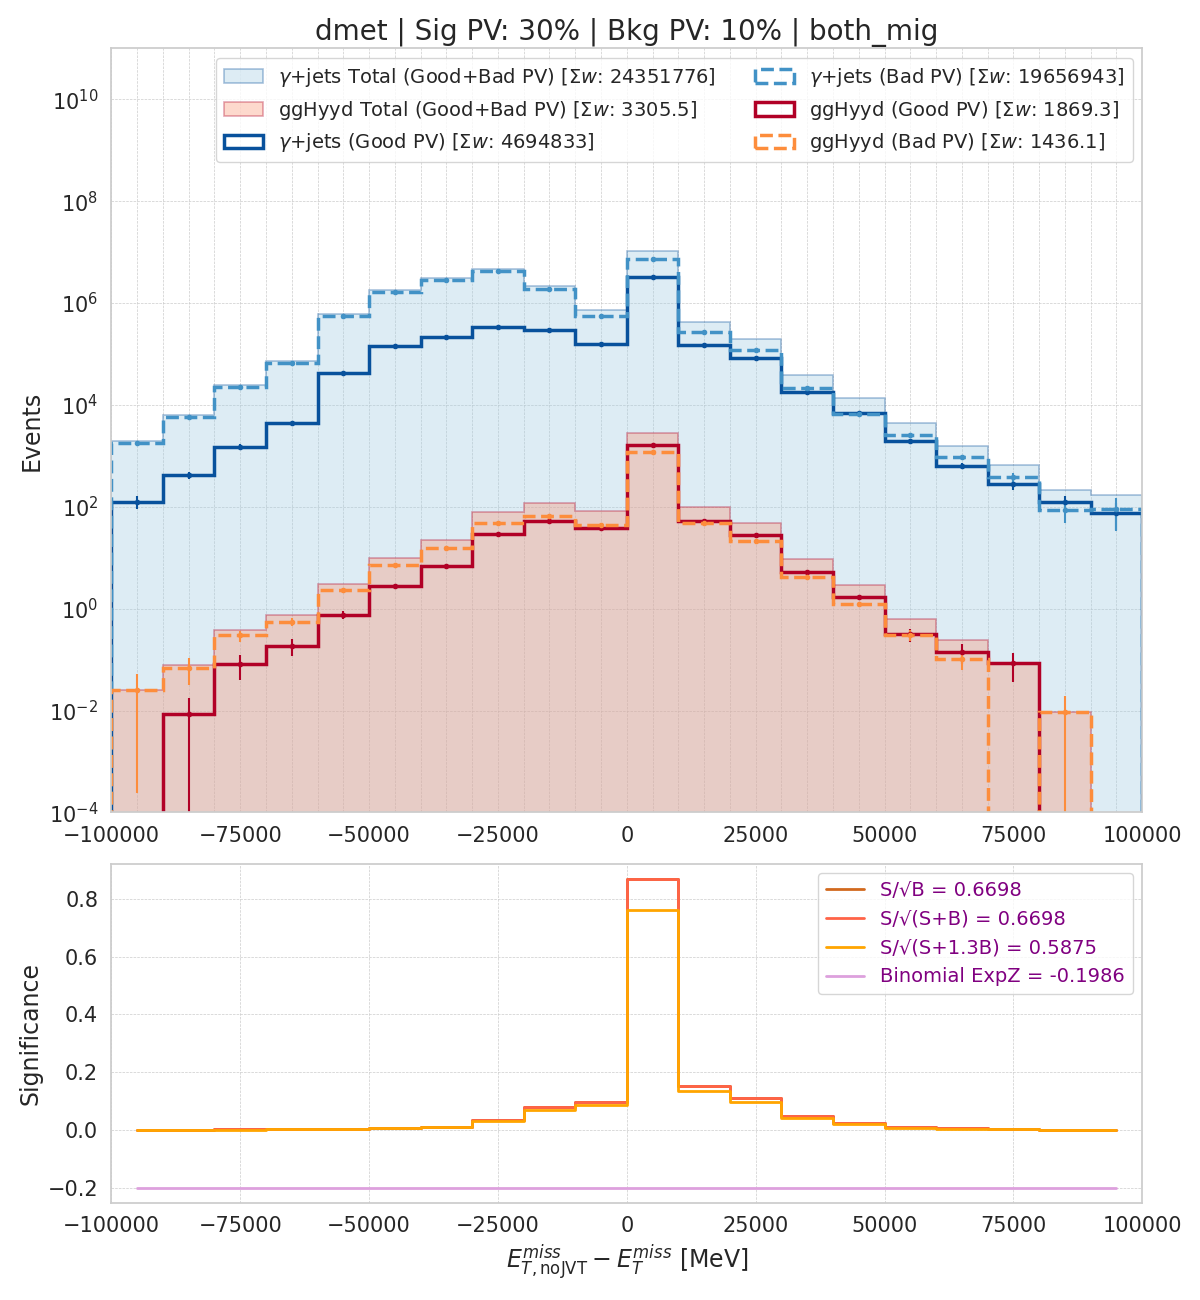 dmet | Sig PV: 30% | Bkg PV: 10% | both_mig
γ+jets Total (Good+Bad PV) [Σw: 24351776]
ggHyyd Total (Good+Bad PV) [Σw: 3305.5]
γ+jets (Good PV) [Σw: 4694833]
γ+jets (Bad PV) [Σw: 19656943]
ggHyyd (Good PV) [Σw: 1869.3]
ggHyyd (Bad PV) [Σw: 1436.1]
Events
10^10
10^8
10^6
10^4
10^2
10^0
10^−2
10^−4
−100000 −75000 −50000 −25000 0 25000 50000 75000 100000
S/√B = 0.6698
S/√(S+B) = 0.6698
S/√(S+1.3B) = 0.5875
Binomial ExpZ = -0.1986
Significance
0.8
0.6
0.4
0.2
0.0
−0.2
−100000 −75000 −50000 −25000 0 25000 50000 75000 100000
E_{T,noJVT}^{miss} − E_T^{miss} [MeV]